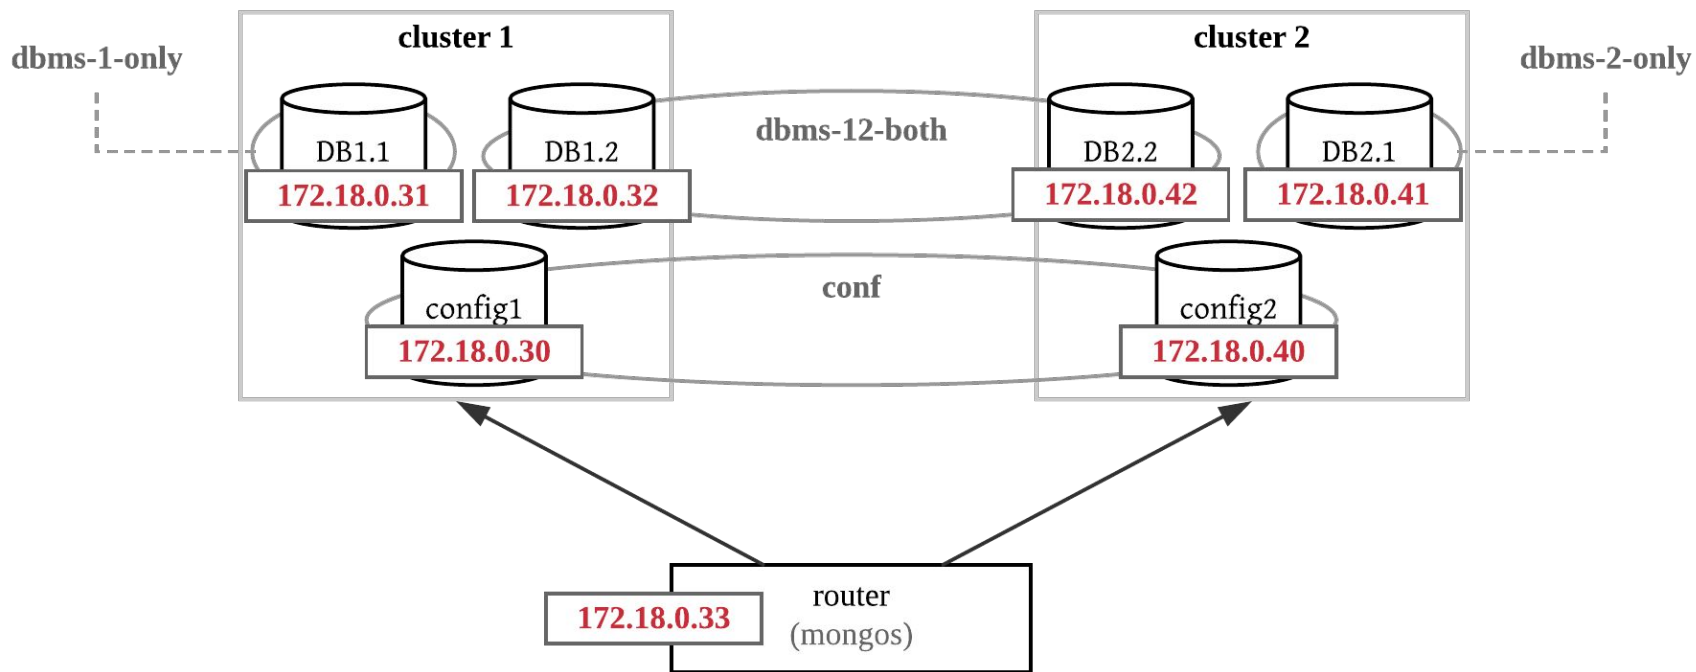 cluster 1
cluster 2
dbms-1-only
dbms-2-only
dbms-12-both
DB1.1
DB1.2
DB2.2
DB2.1
172.18.0.31
172.18.0.32
172.18.0.42
172.18.0.41
conf
config1
config2
172.18.0.30
172.18.0.40
router
172.18.0.33
(mongos)